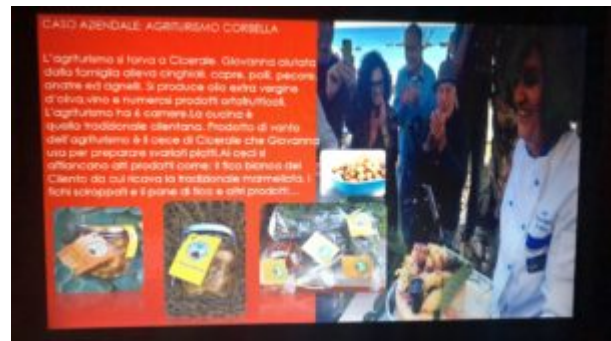 CASO AZIENDALE: AGRITURISMO CORBELLA
L'agriturismo si torva a Cicerale. Giovanna aiutata
dalla famiglia alleva cinghiali, capre, polli, pecore,
anatre ed agnelli. Si produce olio extra vergine
d'oliva,vino e numerosi prodotti ortofrutticoli.
L'agriturismo ha 6 camere.La cucina è
quella tradizionale cilentana. Prodotto di vanto
dell'agriturismo è il cece di Cicerale che Giovanna
usa per preparare svariati piatti.Ai ceci si
affiancano altri prodotti come: il fico bianco del
Cilento da cui ricava la tradizionale marmellata, i
fichi sciroppati e il pane di fico e altri prodotti....